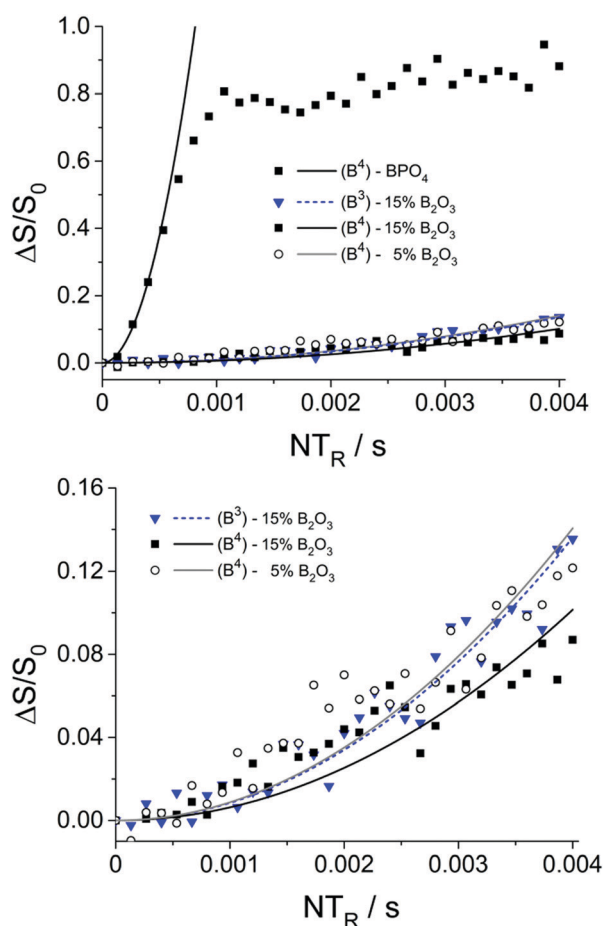 ΔS/S₀
1.0
0.8
0.6
0.4
0.2
0.0
(B⁴) - BPO₄
(B³) - 15% B₂O₃
(B⁴) - 15% B₂O₃
(B⁴) - 5% B₂O₃
0 0.001 0.002 0.003 0.004
NT_R / s
ΔS/S₀
0.16
0.12
0.08
0.04
0.00
(B³) - 15% B₂O₃
(B⁴) - 15% B₂O₃
(B⁴) - 5% B₂O₃
0 0.001 0.002 0.003 0.004
NT_R / s